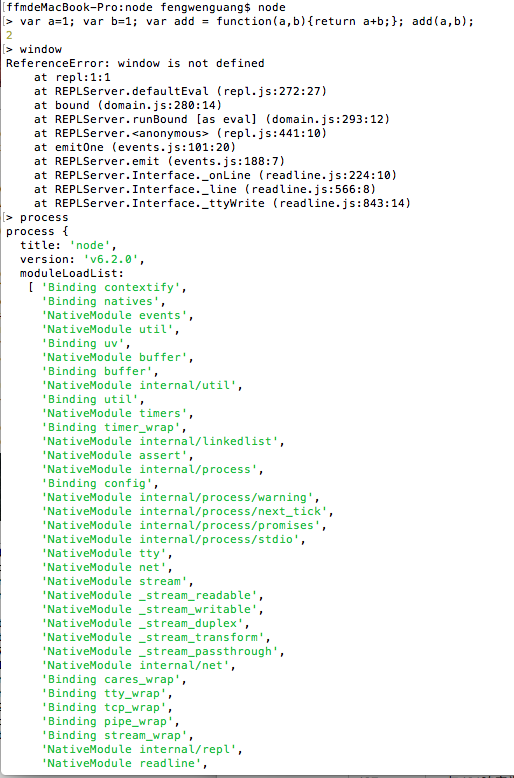 [ffmdeMacBook-Pro:node fengwenguang$ node
[> var a=1; var b=1; var add = function(a,b){return a+b;}; add(a,b);
2
[> window
ReferenceError: window is not defined
    at repl:1:1
    at REPLServer.defaultEval (repl.js:272:27)
    at bound (domain.js:280:14)
    at REPLServer.runBound [as eval] (domain.js:293:12)
    at REPLServer.<anonymous> (repl.js:441:10)
    at emitOne (events.js:101:20)
    at REPLServer.emit (events.js:188:7)
    at REPLServer.Interface._onLine (readline.js:224:10)
    at REPLServer.Interface._line (readline.js:566:8)
    at REPLServer.Interface._ttyWrite (readline.js:843:14)
[> process
process {
  title: 'node',
  version: 'v6.2.0',
  moduleLoadList:
   [ 'Binding contextify',
     'Binding natives',
     'NativeModule events',
     'NativeModule util',
     'Binding uv',
     'NativeModule buffer',
     'Binding buffer',
     'NativeModule internal/util',
     'Binding util',
     'NativeModule timers',
     'Binding timer_wrap',
     'NativeModule internal/linkedlist',
     'NativeModule assert',
     'NativeModule internal/process',
     'Binding config',
     'NativeModule internal/process/warning',
     'NativeModule internal/process/next_tick',
     'NativeModule internal/process/promises',
     'NativeModule internal/process/stdio',
     'NativeModule tty',
     'NativeModule net',
     'NativeModule stream',
     'NativeModule _stream_readable',
     'NativeModule _stream_writable',
     'NativeModule _stream_duplex',
     'NativeModule _stream_transform',
     'NativeModule _stream_passthrough',
     'NativeModule internal/net',
     'Binding cares_wrap',
     'Binding tty_wrap',
     'Binding tcp_wrap',
     'Binding pipe_wrap',
     'Binding stream_wrap',
     'NativeModule internal/repl',
     'NativeModule readline',